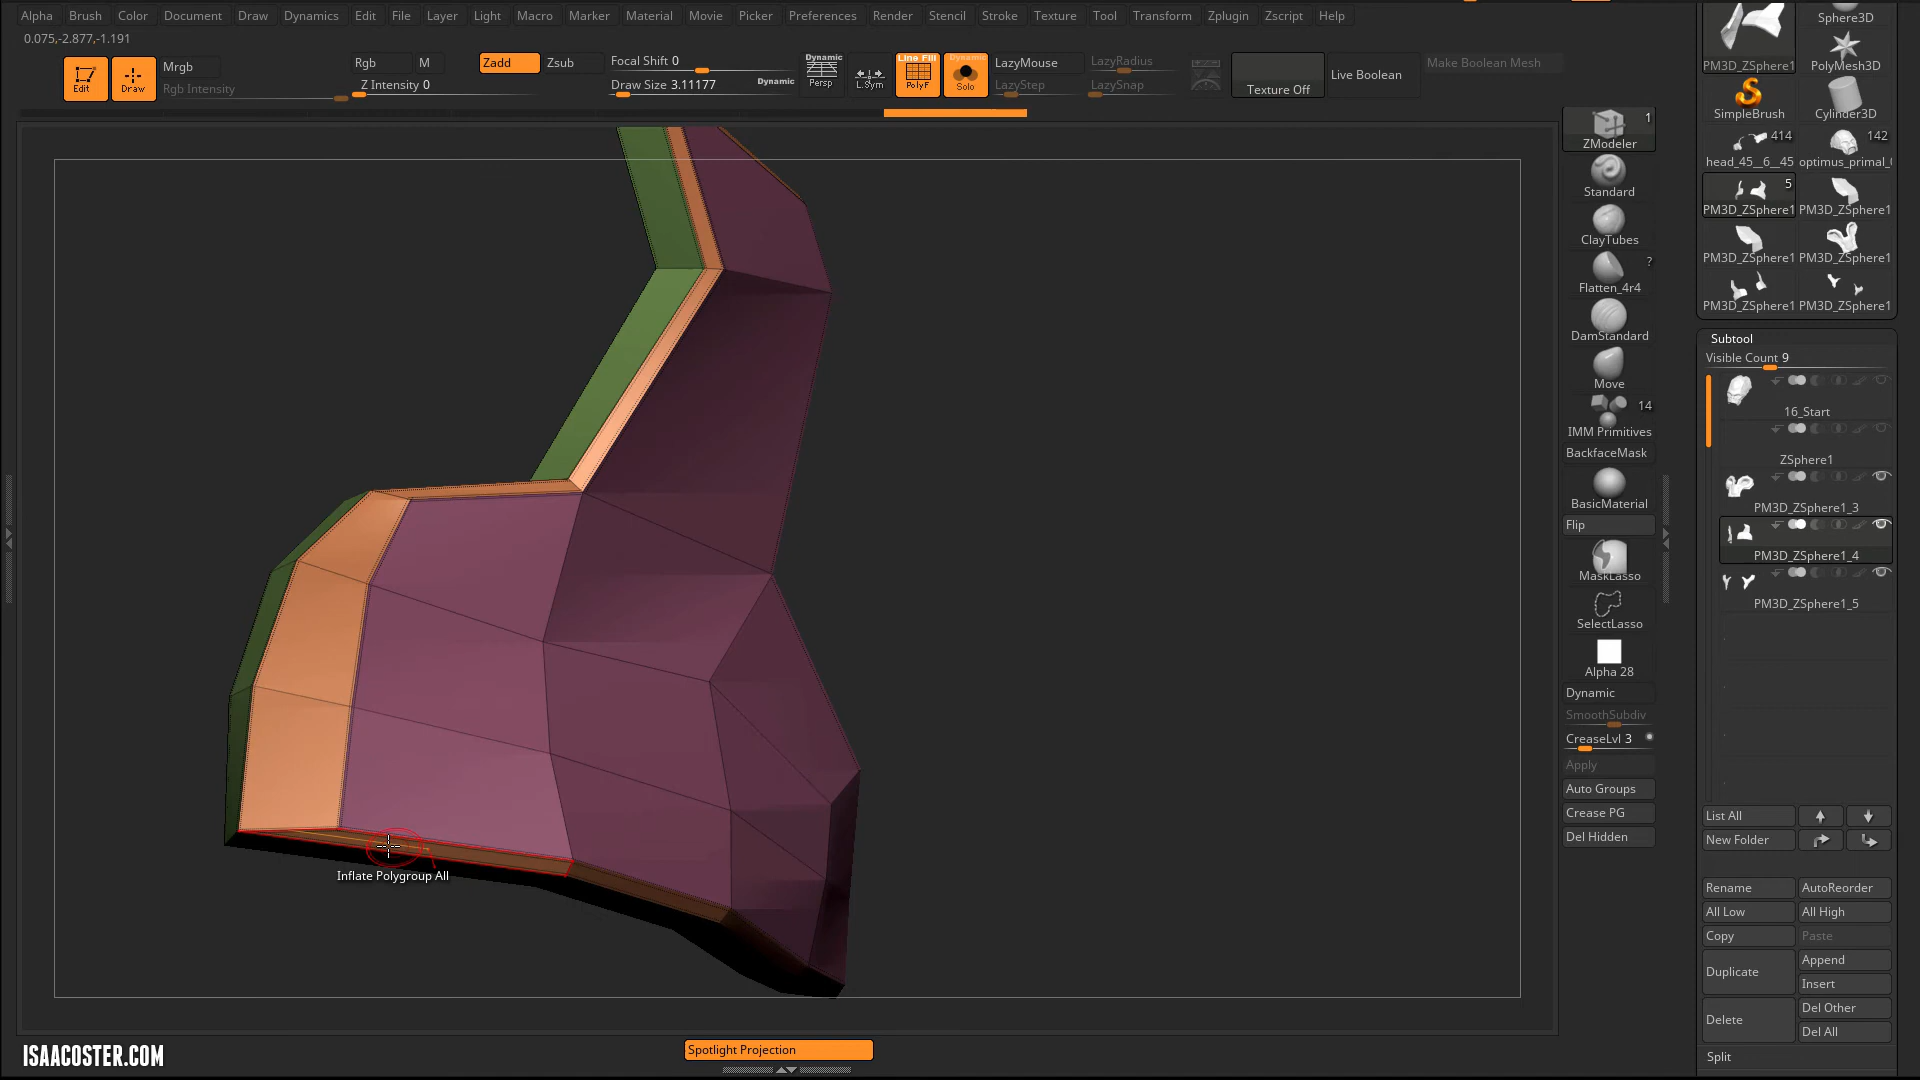 Alpha Brush Color Document Draw Dynamics Edit File Layer Light Macro Marker Material Movie Picker Preferences Render Stencil Stroke Texture Tool Transform Zplugin Zscript Help
0.075,-2.877,-1.191
Edit
Draw
Mrgb
Rgb Intensity
Rgb
M
Z Intensity 0
Zadd
Zsub
Focal Shift 0
Draw Size 3.11177
Dynamic
Dynamic
Persp
L.Sym
Line Fill
PolyF
Dynamic
Solo
LazyMouse
LazyStep
LazyRadius
LazySnap
Texture Off
Live Boolean
Make Boolean Mesh
1
ZModeler
Standard
ClayTubes
?
Flatten_4r4
DamStandard
Move
14
IMM Primitives
BackfaceMask
BasicMaterial
Flip
MaskLasso
SelectLasso
Alpha 28
Dynamic
SmoothSubdiv
CreaseLvl 3
Apply
Auto Groups
Crease PG
Del Hidden
PM3D_ZSphere1
Sphere3D
PolyMesh3D
SimpleBrush
Cylinder3D
414
142
head_45__6__45
optimus_primal_
5
PM3D_ZSphere1
PM3D_ZSphere1
PM3D_ZSphere1
PM3D_ZSphere1
PM3D_ZSphere1
PM3D_ZSphere1
Subtool
Visible Count 9
16_Start
ZSphere1
PM3D_ZSphere1_3
PM3D_ZSphere1_4
PM3D_ZSphere1_5
List All
New Folder
Rename
AutoReorder
All Low
All High
Copy
Paste
Duplicate
Append
Insert
Delete
Del Other
Del All
Split
Inflate Polygroup All
Spotlight Projection
ISAACOSTER.COM